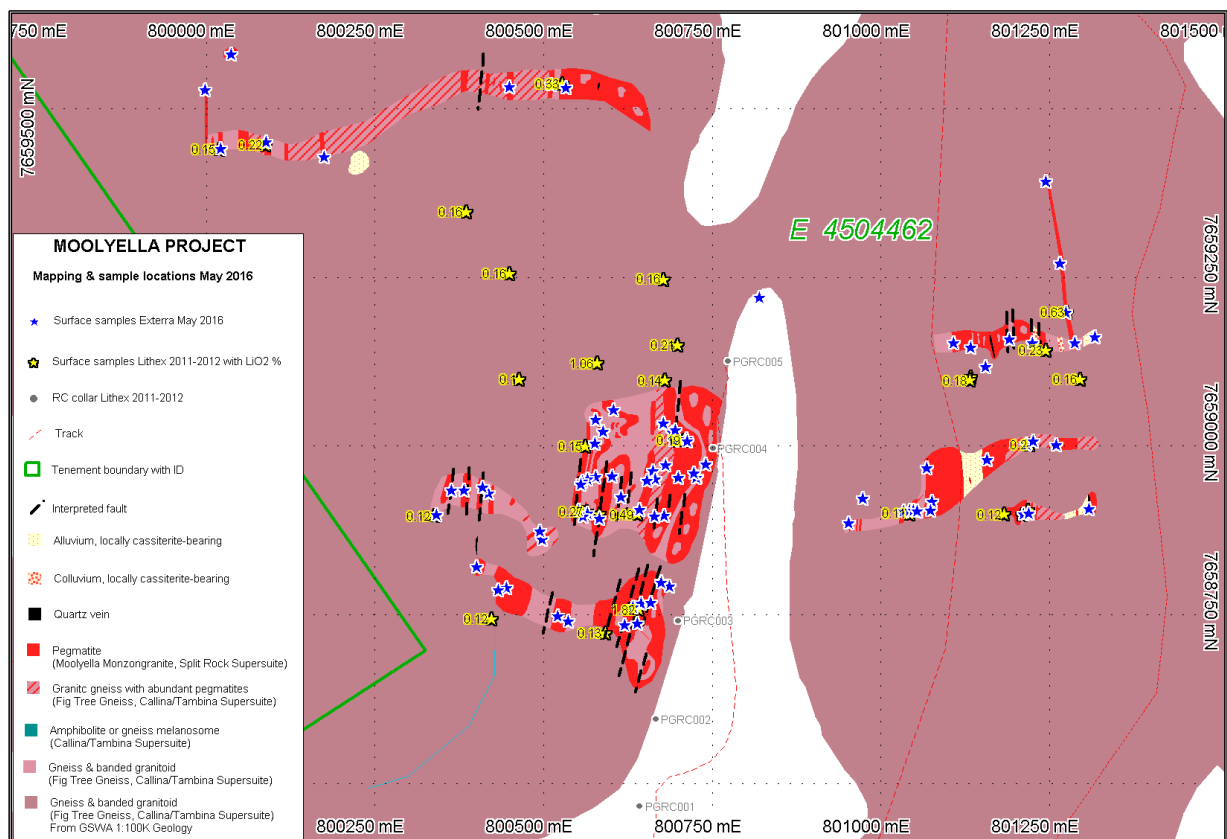 750 mE
800000 mE
800250 mE
800500 mE
800750 mE
801000 mE
801250 mE
801500 m
7659500 mN
0.33
0.15
0.22
0.16
E 4504462
0.16
0.16
7659250 mN
0.63
0.21
0.23
1.06
0.1
0.14
PGRC005
0.18
0.16
MOOLYELLA PROJECT
Mapping & sample locations May 2016
Surface samples Exterra May 2016
Surface samples Lithex 2011-2012 with LiO2 %
RC collar Lithex 2011-2012
Track
Tenement boundary with ID
Interpreted fault
Alluvium, locally cassiterite-bearing
Colluvium, locally cassiterite-bearing
Quartz vein
Pegmatite
(Moolyella Monzongranite, Split Rock Supersuite)
Granitc gneiss with abundant pegmatites
(Fig Tree Gneiss, Callina/Tambina Supersuite)
Amphibolite or gneiss melanosome
(Callina/Tambina Supersuite)
Gneiss & banded granitoid
(Fig Tree Gneiss, Callina/Tambina Supersuite)
Gneiss & banded granitoid
(Fig Tree Gneiss, Callina/Tambina Supersuite)
From GSWA 1:100K Geology
0.15
0.19
PGRC004
0.2
7659000 mN
0.12
0.27
0.49
0.12
0.12
1.82
0.13
PGRC003
7658750 mN
PGRC002
PGRC001
800250 mE
800500 mE
800750 mE
801000 mE
801250 mE